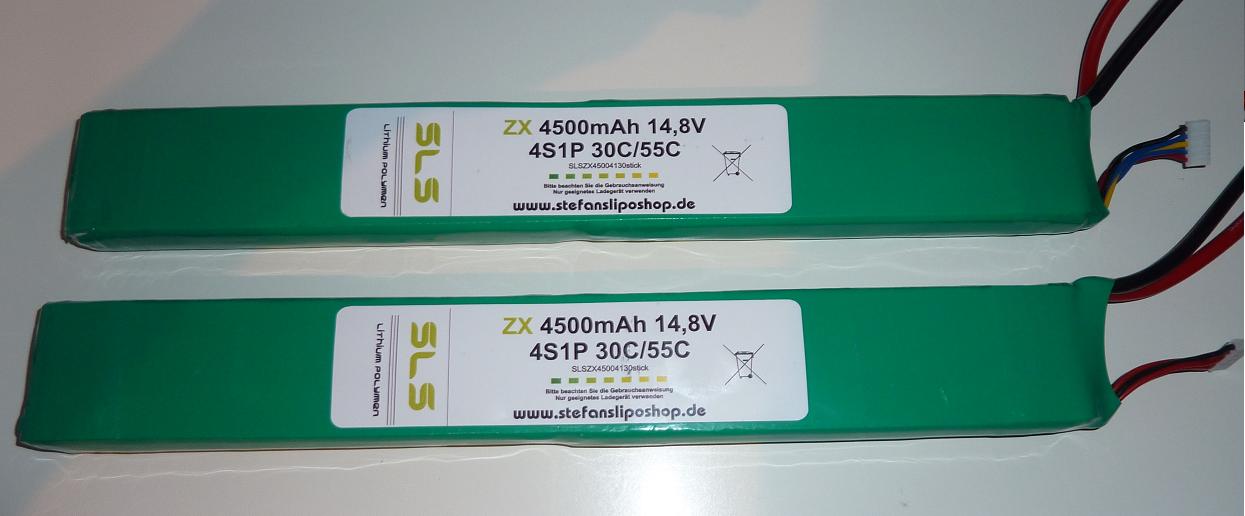 SLS
LITHIUM POLYMER
ZX 4500mAh 14,8V
4S1P 30C/55C
SLSZX45004130stick
Bitte beachten Sie die Gebrauchsanweisung
Nur geeignetes Ladegerät verwenden
www.stefansliposhop.de
SLS
LITHIUM POLYMER
ZX 4500mAh 14,8V
4S1P 30C/55C
SLSZX45004130stick
Bitte beachten Sie die Gebrauchsanweisung
Nur geeignetes Ladegerät verwenden
www.stefansliposhop.de